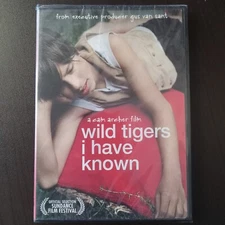 from executive producer gus van sant
a cam archer film
wild tigers
i have
known
OFFICIAL SELECTION
SUNDANCE
FILM FESTIVAL